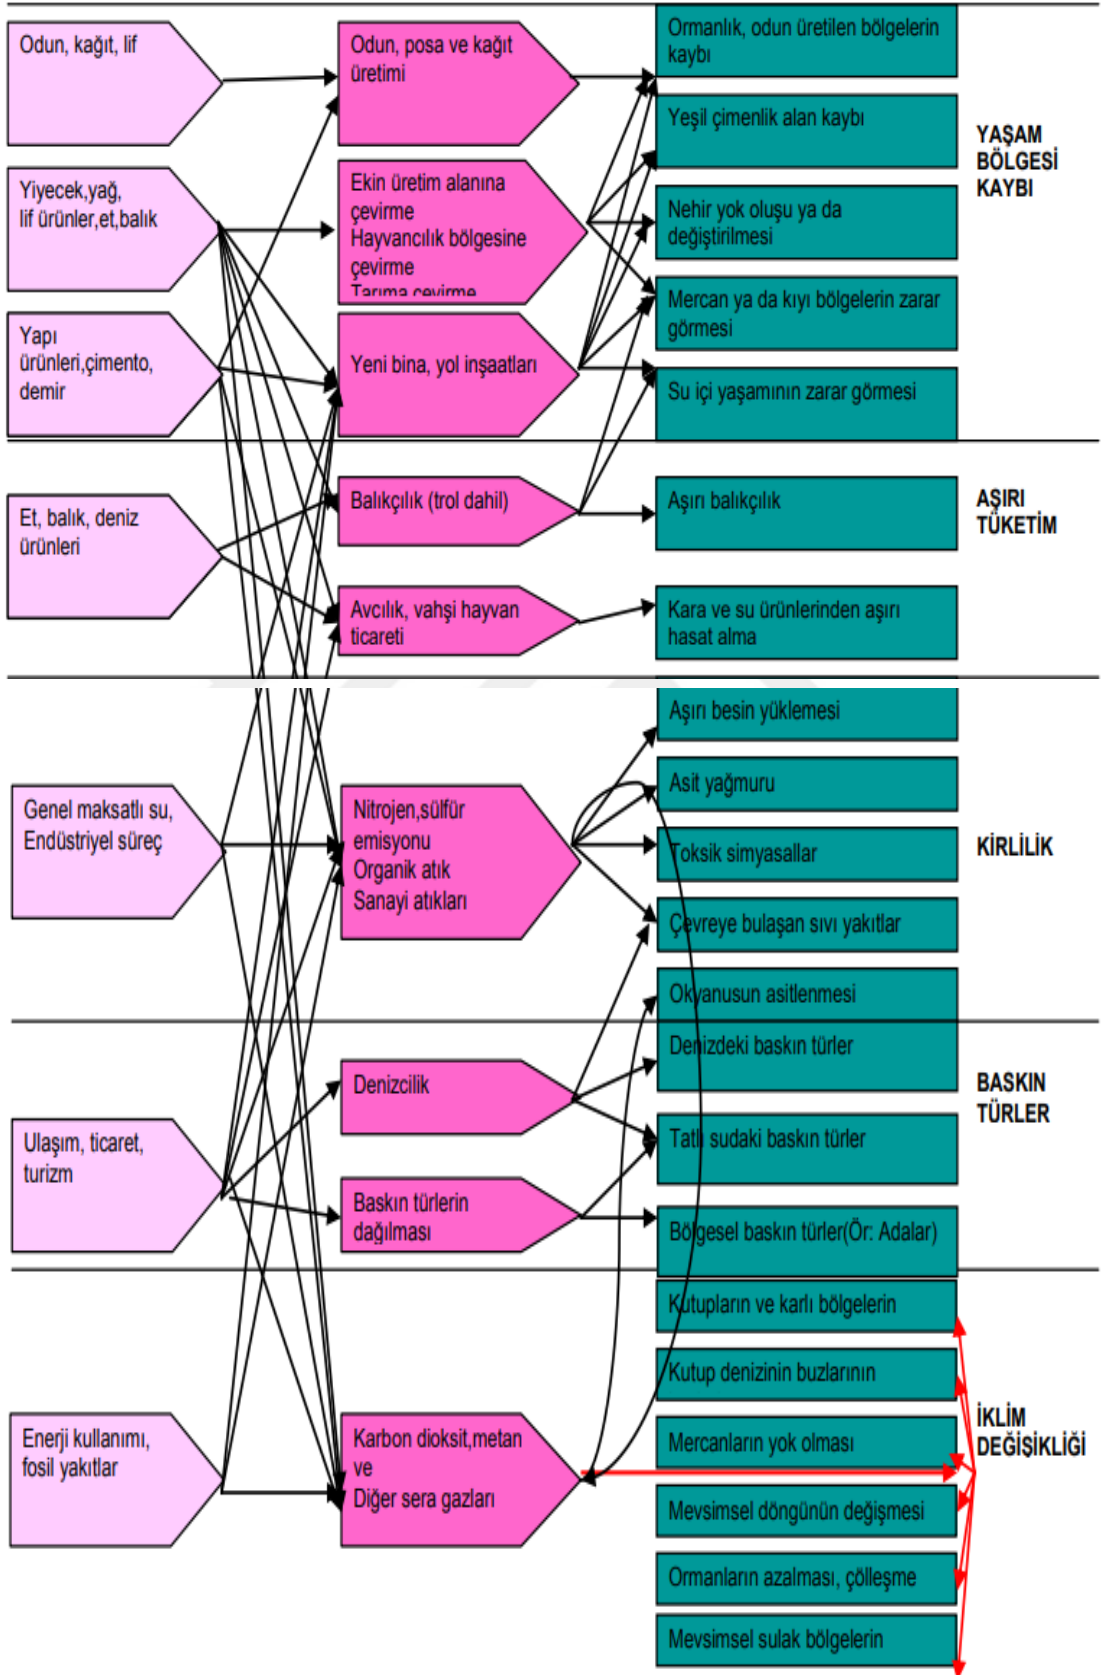 Odun, kağıt, lif
Odun, posa ve kağıt
üretimi
Ormanlık, odun üretilen bölgelerin
kaybı
Yeşil çimenlik alan kaybı
YAŞAM
BÖLGESİ
KAYBI
Yiyecek,yağ,
lif ürünler,et,balık
Ekin üretim alanına
çevirme
Hayvancılık bölgesine
çevirme
Tarıma çevirme
Nehir yok oluşu ya da
değiştirilmesi
Mercan ya da kıyı bölgelerin zarar
görmesi
Yapı
ürünleri,çimento,
demir
Yeni bina, yol inşaatları
Su içi yaşamının zarar görmesi
Et, balık, deniz
ürünleri
Balıkçılık (trol dahil)
Aşırı balıkçılık
AŞIRI
TÜKETİM
Avcılık, vahşi hayvan
ticareti
Kara ve su ürünlerinden aşırı
hasat alma
Aşırı besin yüklemesi
Asit yağmuru
Genel maksatlı su,
Endüstriyel süreç
Nitrojen,sülfür
emisyonu
Organik atık
Sanayi atıkları
Toksik simyasallar
KİRLİLİK
Çevreye bulaşan sıvı yakıtlar
Okyanusun asitlenmesi
Denizdeki baskın türler
Denizcilik
BASKIN
TÜRLER
Ulaşım, ticaret,
turizm
Tatlı sudaki baskın türler
Baskın türlerin
dağılması
Bölgesel baskın türler(Ör: Adalar)
Kutupların ve karlı bölgelerin
Kutup denizinin buzlarının
Enerji kullanımı,
fosil yakıtlar
Karbon dioksit,metan
ve
Diğer sera gazları
Mercanların yok olması
İKLİM
DEĞİŞİKLİĞİ
Mevsimsel döngünün değişmesi
Ormanların azalması, çölleşme
Mevsimsel sulak bölgelerin